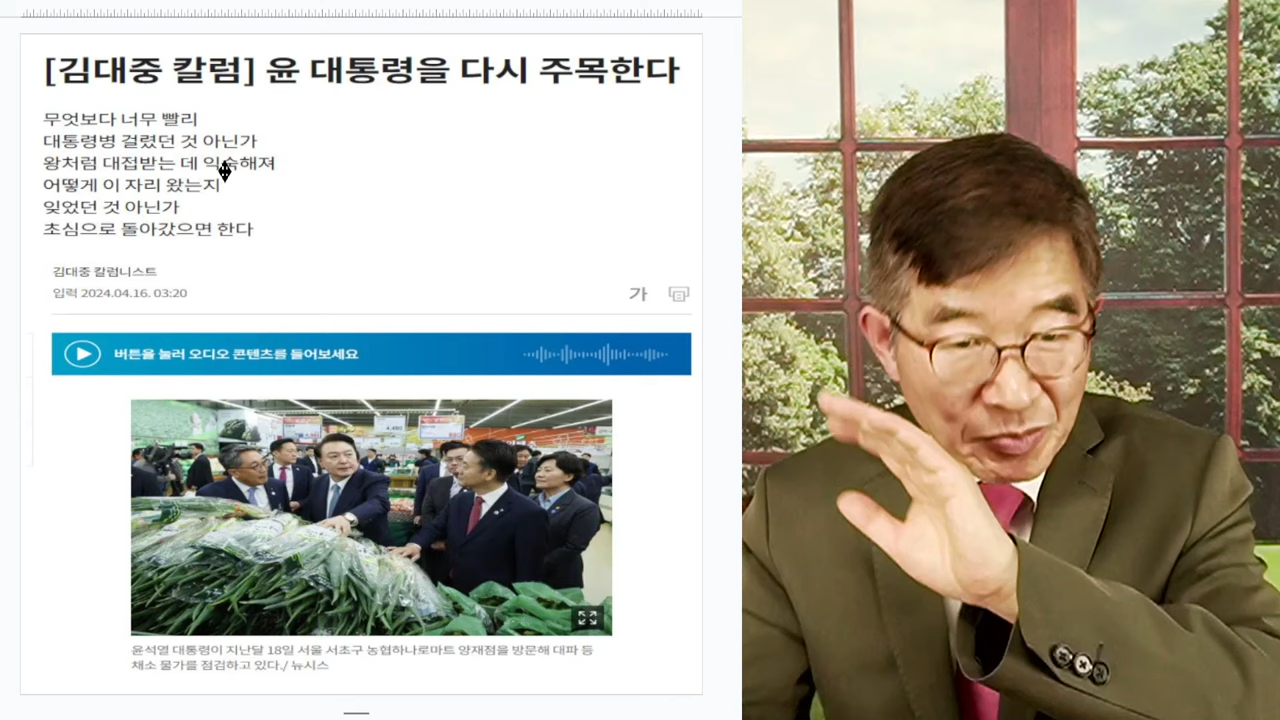 [김대중 칼럼] 윤 대통령을 다시 주목한다
무엇보다 너무 빨리
대통령병 걸렸던 것 아닌가
왕처럼 대접받는 데 익숙해져
어떻게 이 자리 왔는지
잊었던 것 아닌가
초심으로 돌아갔으면 한다
김대중 칼럼니스트
입력 2024.04.16. 03:20
가
버튼을 눌러 오디오 콘텐츠를 들어보세요
4,480
윤석열 대통령이 지난달 18일 서울 서초구 농협하나로마트 양재점을 방문해 대파 등
채소 물가를 점검하고 있다./ 뉴시스